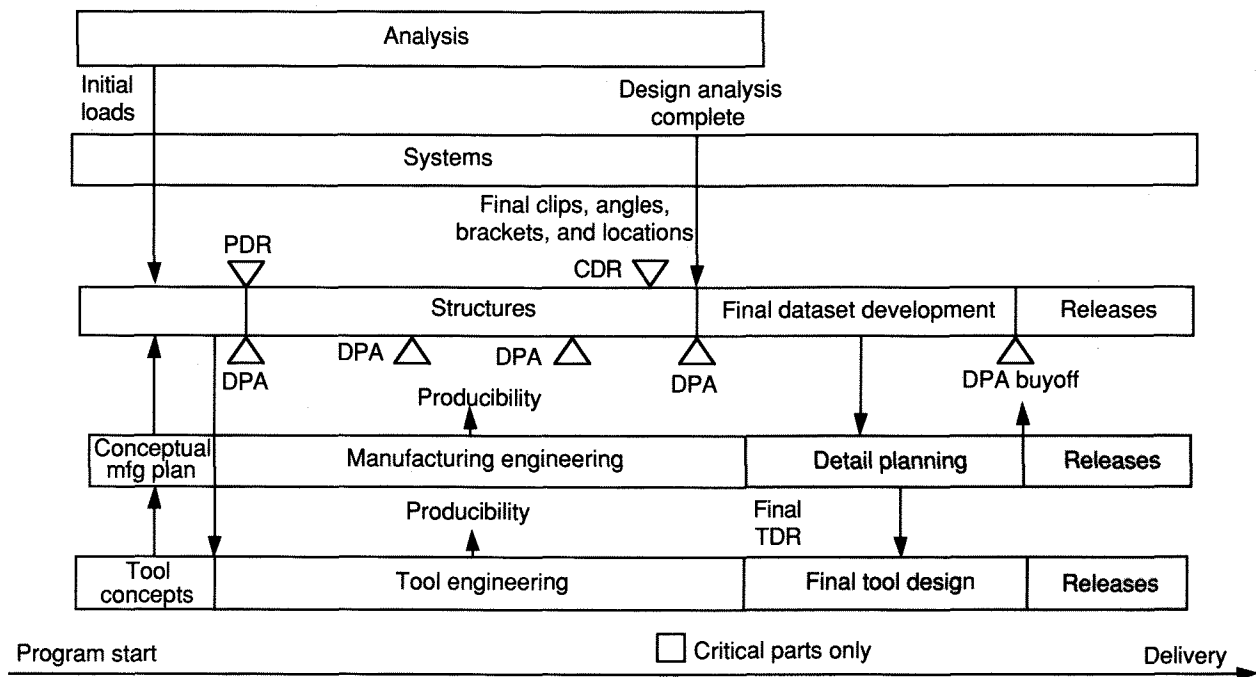 Analysis
Initial
loads
Design analysis
complete
Systems
Final clips, angles,
brackets, and locations
PDR
CDR
Structures
Final dataset development
Releases
DPA
DPA
DPA
DPA
DPA buyoff
Producibility
Conceptual
mfg plan
Manufacturing engineering
Detail planning
Releases
Producibility
Final
TDR
Tool
concepts
Tool engineering
Final tool design
Releases
Program start
Critical parts only
Delivery